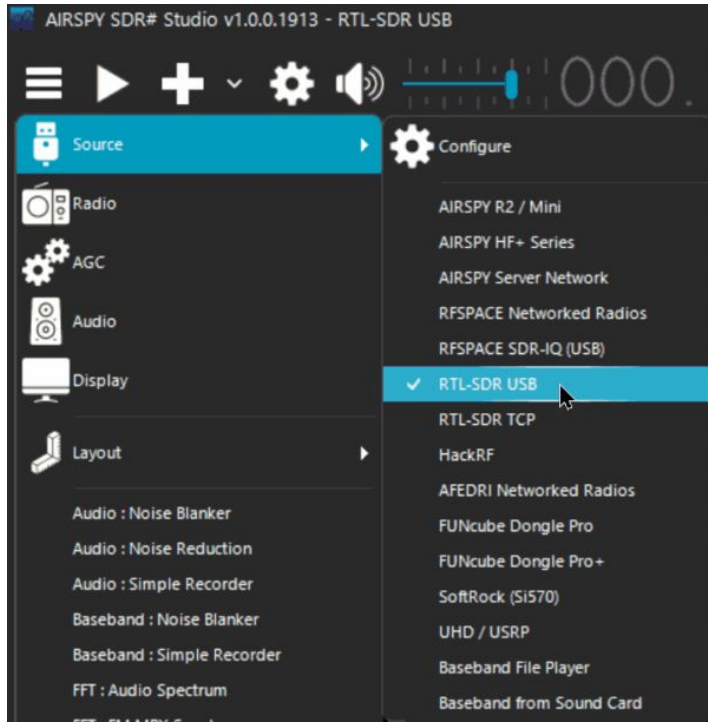 AIRSPY SDR# Studio v1.0.0.1913 - RTL-SDR USB
000.
Source
Radio
AGC
Audio
Display
Layout
Audio : Noise Blanker
Audio : Noise Reduction
Audio : Simple Recorder
Baseband : Noise Blanker
Baseband : Simple Recorder
FFT : Audio Spectrum
Configure
AIRSPY R2 / Mini
AIRSPY HF+ Series
AIRSPY Server Network
RFSPACE Networked Radios
RFSPACE SDR-IQ (USB)
RTL-SDR USB
RTL-SDR TCP
HackRF
AFEDRI Networked Radios
FUNcube Dongle Pro
FUNcube Dongle Pro+
SoftRock (Si570)
UHD / USRP
Baseband File Player
Baseband from Sound Card